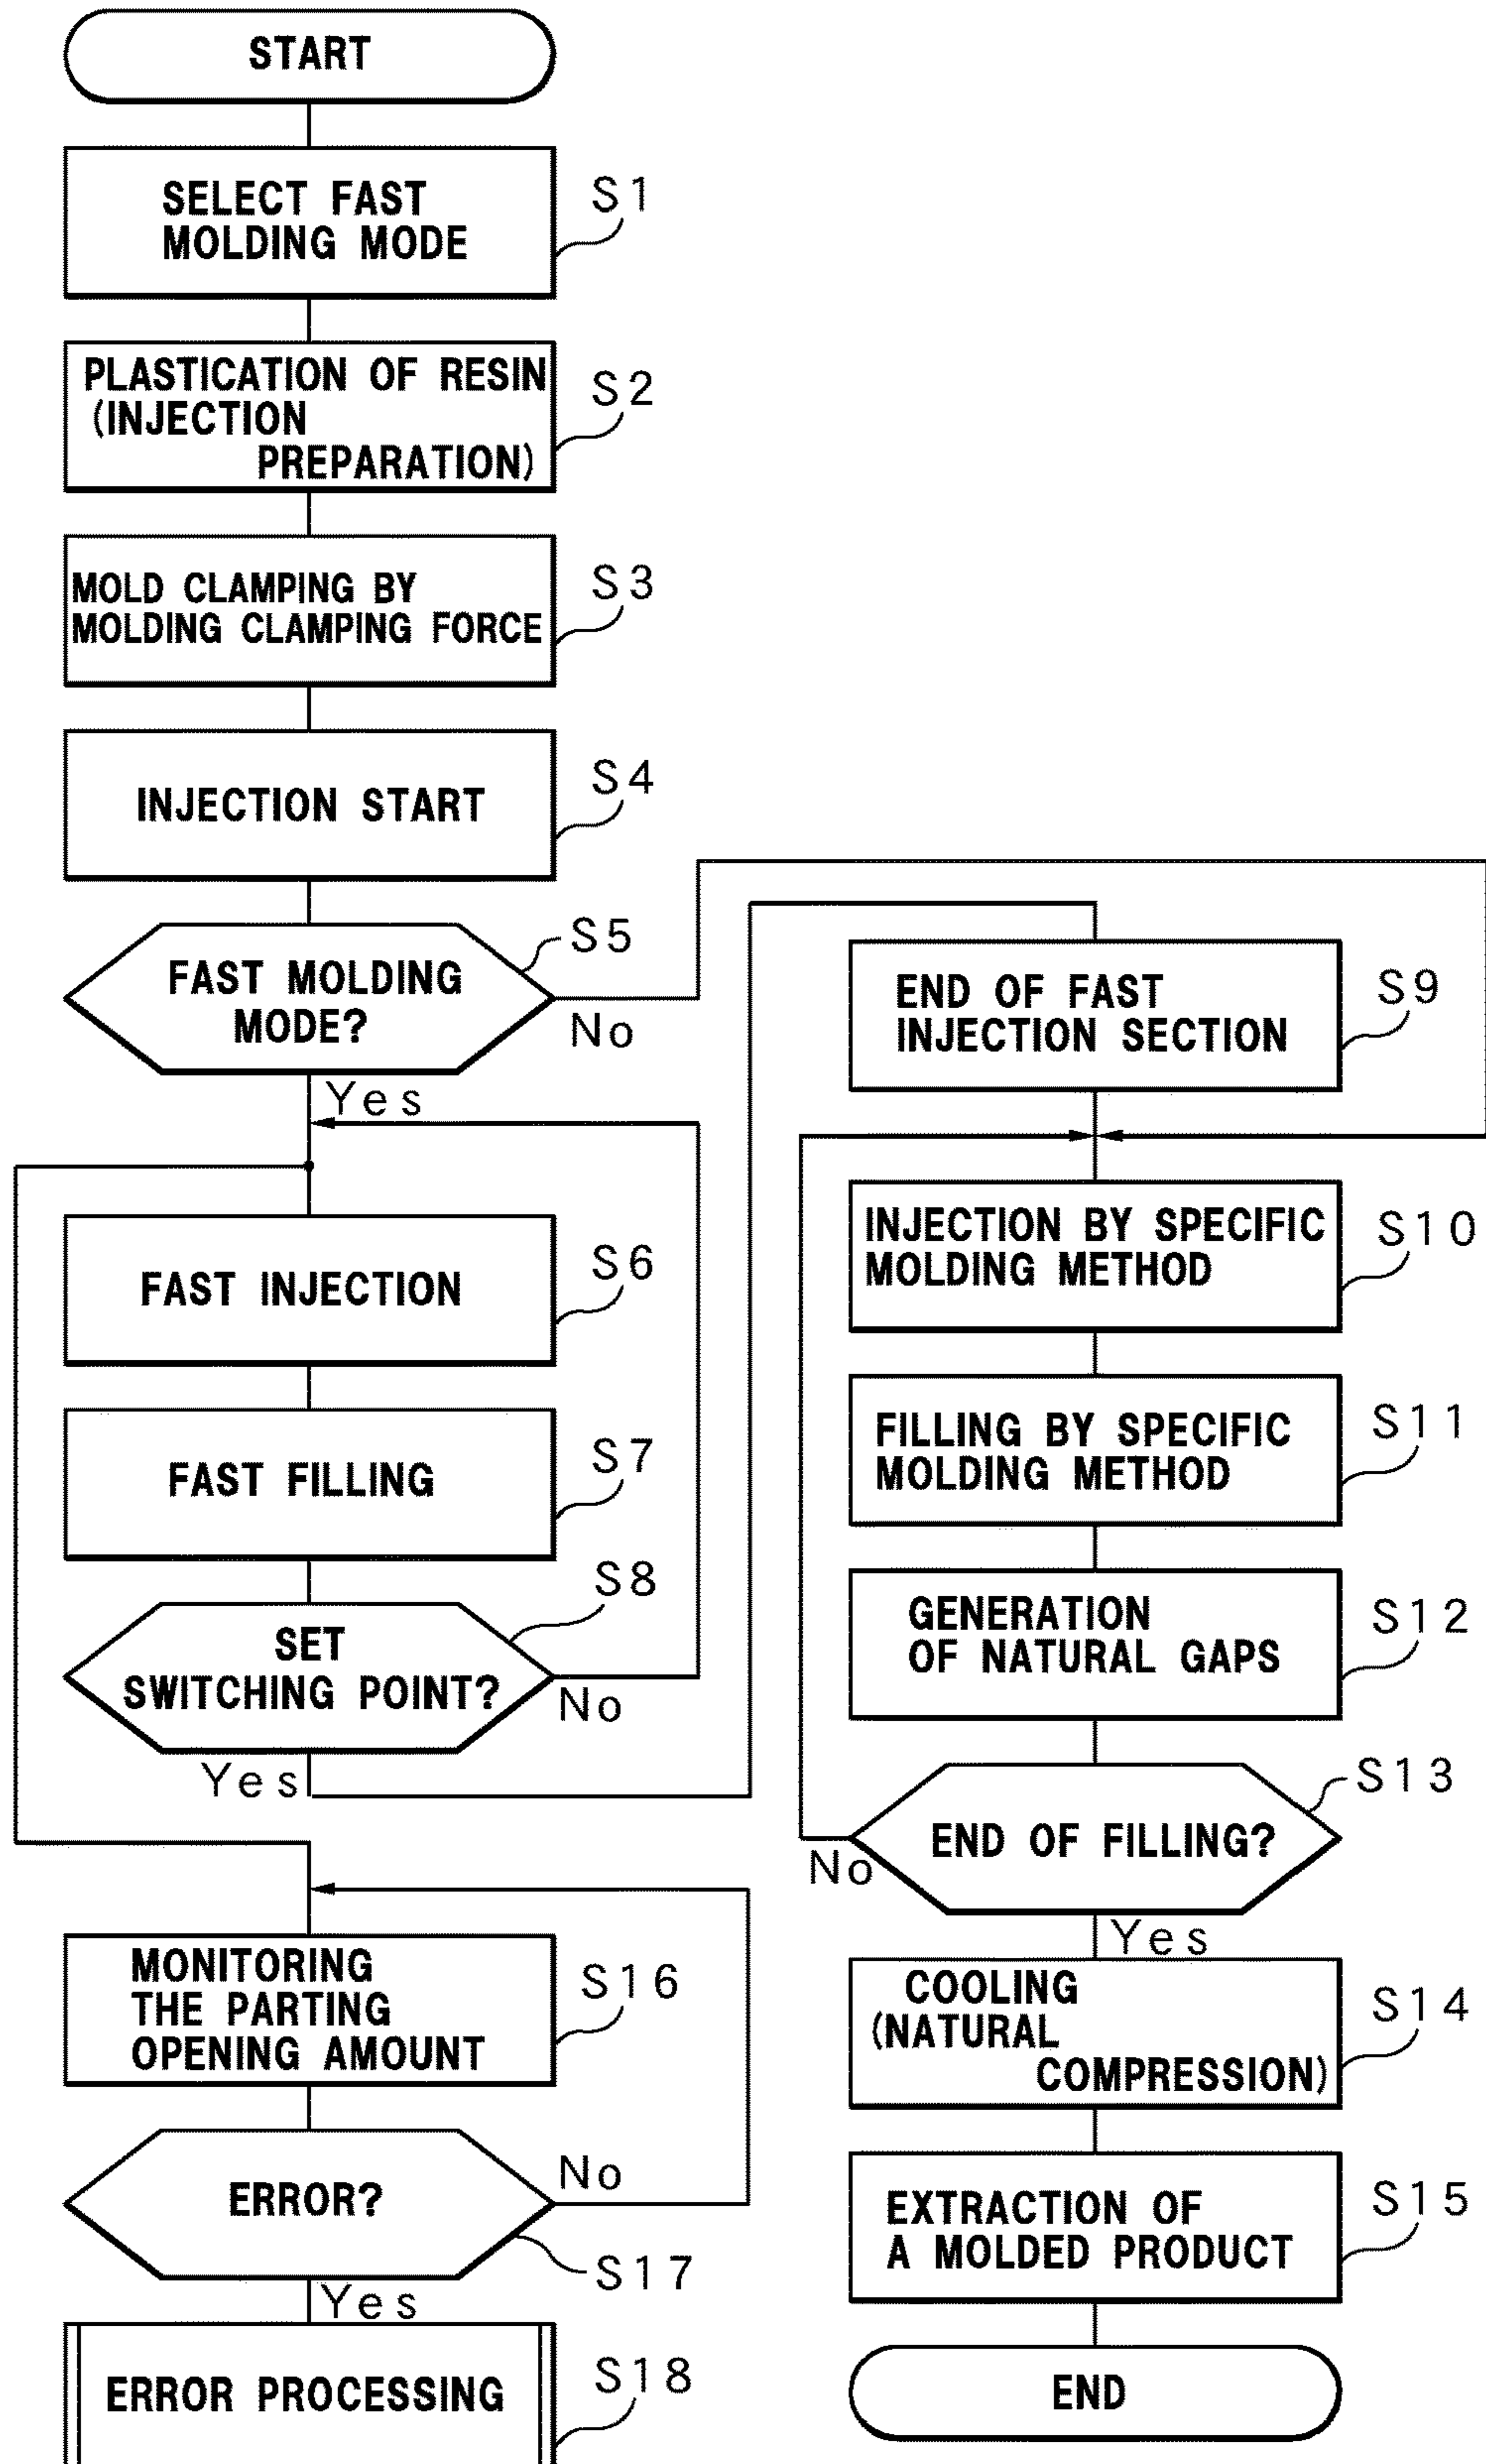 START
SELECT FAST
MOLDING MODE
S1
PLASTICATION OF RESIN
(INJECTION
PREPARATION)
S2
MOLD CLAMPING BY
MOLDING CLAMPING FORCE
S3
INJECTION START
S4
FAST MOLDING
MODE?
S5
No
Yes
FAST INJECTION
S6
FAST FILLING
S7
SET
SWITCHING POINT?
S8
No
Yes
MONITORING
THE PARTING
OPENING AMOUNT
S16
ERROR?
No
S17
Yes
ERROR PROCESSING
S18
END OF FAST
INJECTION SECTION
S9
INJECTION BY SPECIFIC
MOLDING METHOD
S10
FILLING BY SPECIFIC
MOLDING METHOD
S11
GENERATION
OF NATURAL GAPS
S12
END OF FILLING?
S13
No
Yes
COOLING
(NATURAL
COMPRESSION)
S14
EXTRACTION OF
A MOLDED PRODUCT
S15
END